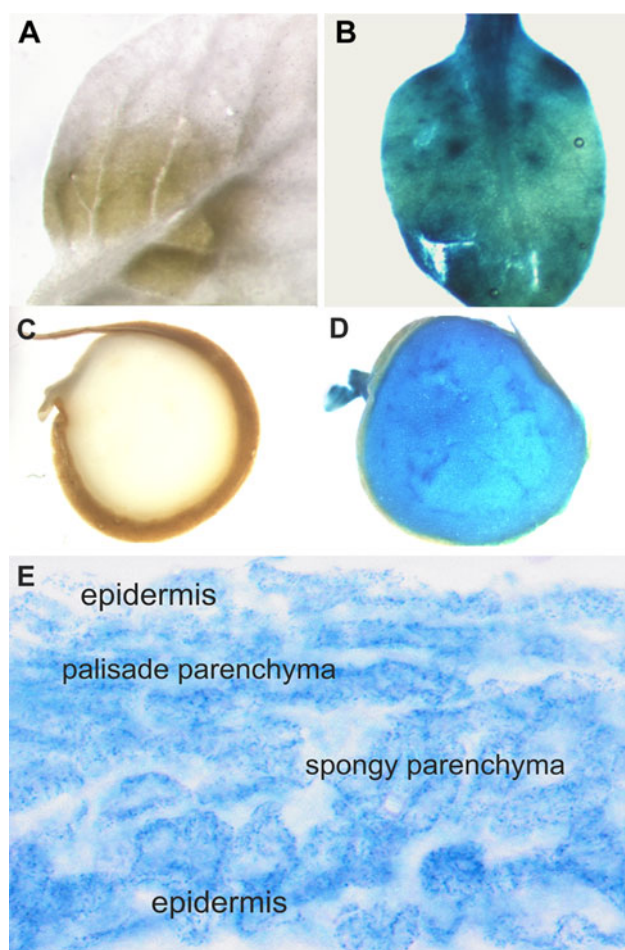 A
B
C
D
E
epidermis
palisade parenchyma
spongy parenchyma
epidermis